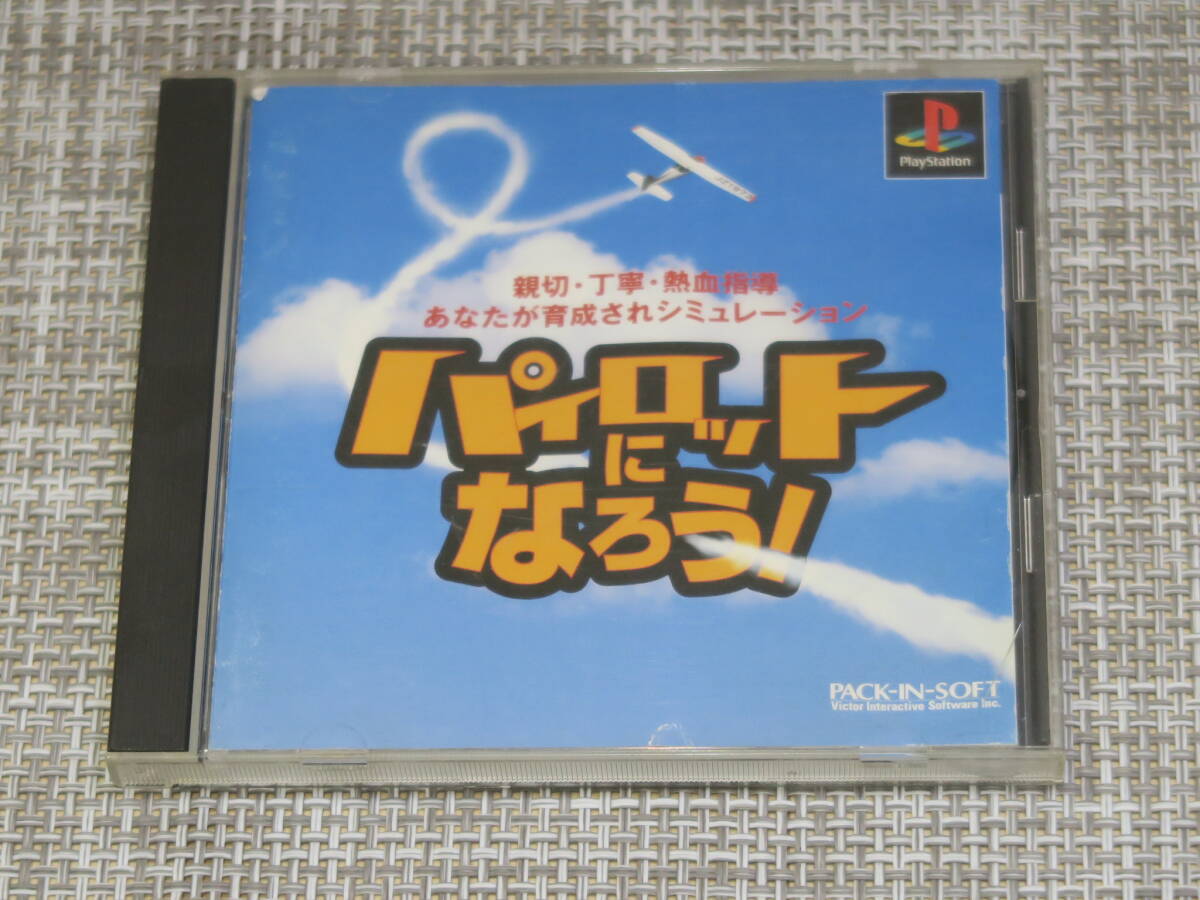 PlayStation
親切・丁寧・熱血指導
あなたが育成されシミュレーション
パイロット
に
なろう!
PACK-IN-SOFT
Victor Interactive Software Inc.